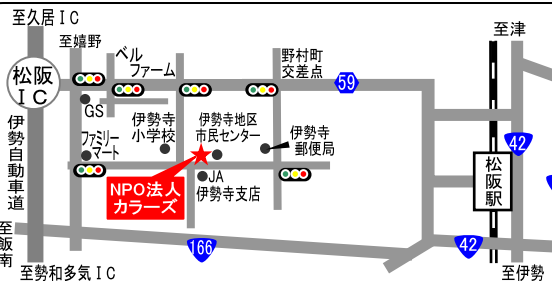 至久居IC
至津
至嬉野
ベル
ファーム
野村町
交差点
松阪
IC
59
GS
伊勢寺
小学校
伊勢寺地区
市民センター
伊勢寺
郵便局
ファミリー
マート
伊勢自動車道
42
JA
伊勢寺支店
NPO法人
カラーズ
松阪駅
至飯南
166
42
至勢和多気IC
至伊勢